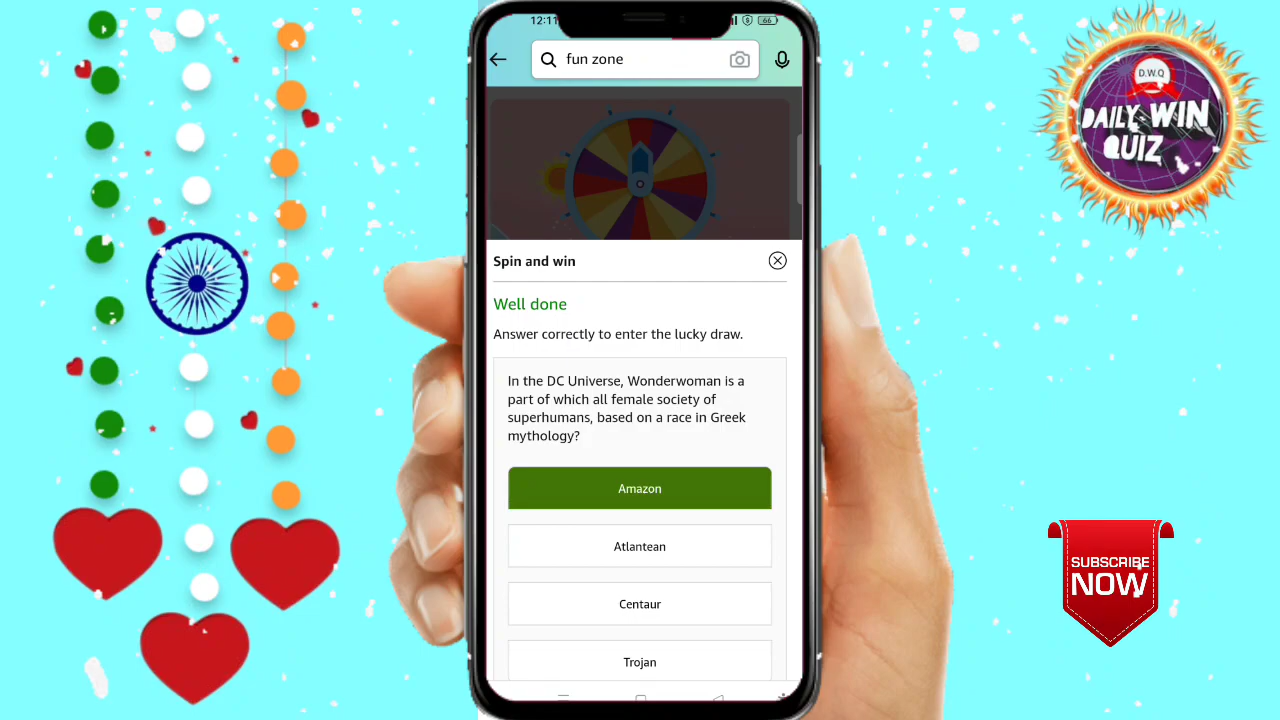 12:11
66
fun zone
D.W.Q
DAILY WIN
QUIZ
Spin and win
Well done
Answer correctly to enter the lucky draw.
In the DC Universe, Wonderwoman is a
part of which all female society of
superhumans, based on a race in Greek
mythology?
Amazon
Atlantean
Centaur
Trojan
SUBSCRIBE
NOW